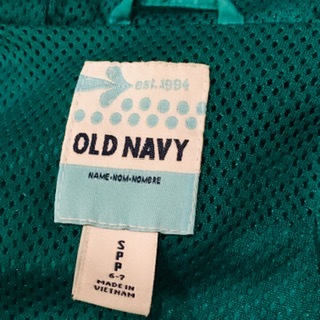 est. 1994
OLD NAVY
NAME•NOM•NOMBRE
S
P
P
6-7
MADE IN
VIETNAM